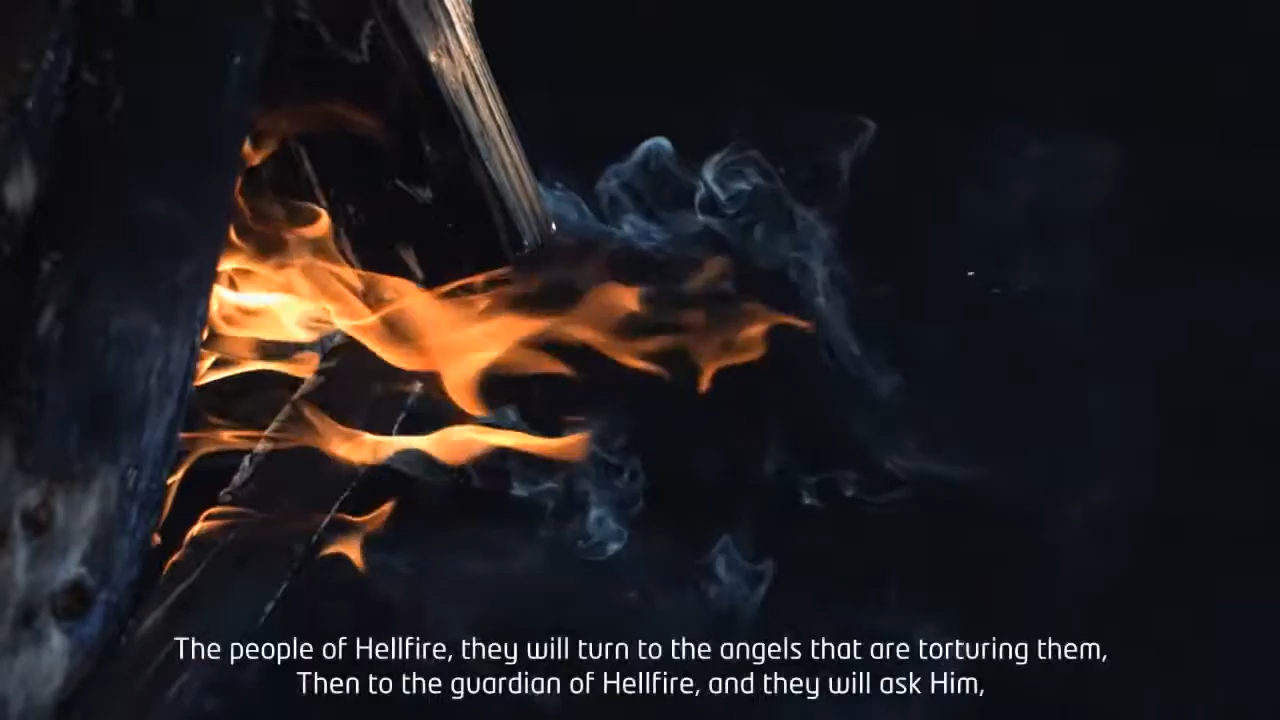 The people of Hellfire, they will turn to the angels that are torturing them,
Then to the guardian of Hellfire, and they will ask Him,